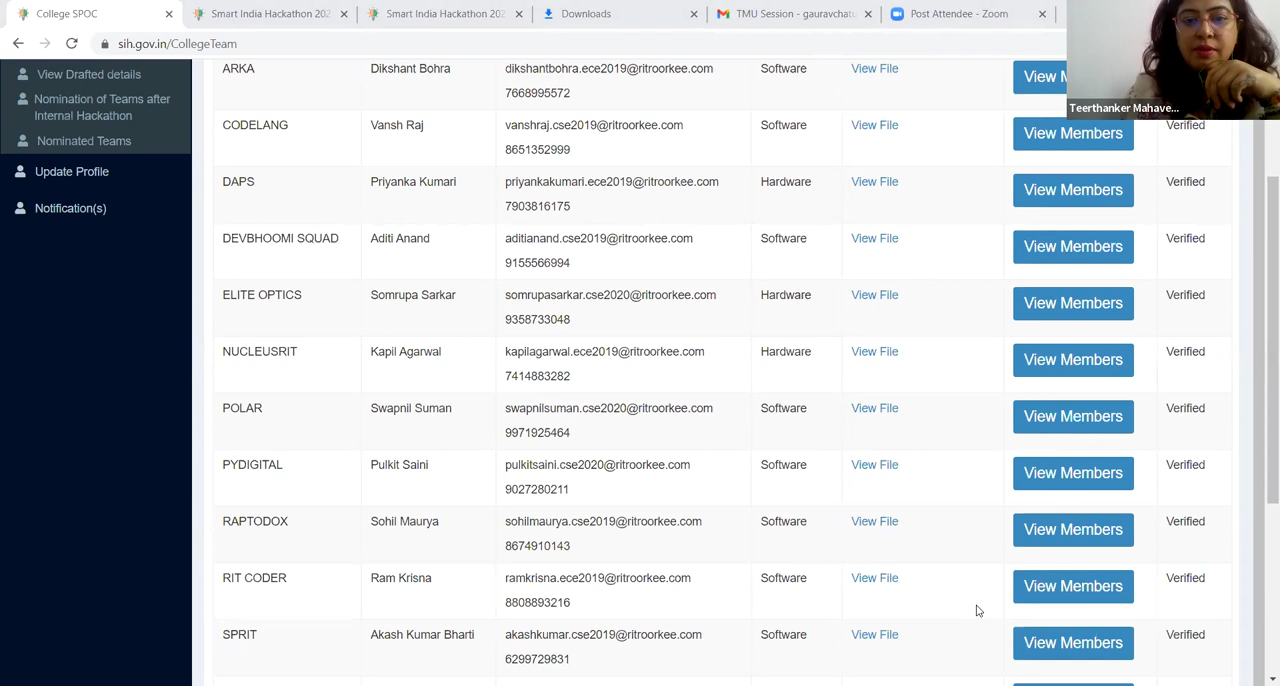 College SPOC
Smart India Hackathon 202
Smart India Hackathon 202
Downloads
TMU Session - gauravchatu
Post Attendee - Zoom
sih.gov.in/CollegeTeam
Teerthanker Mahave...
View Drafted details
Nomination of Teams after
Internal Hackathon
Nominated Teams
Update Profile
Notification(s)
ARKA Dikshant Bohra dikshantbohra.ece2019@ritroorkee.com Software View File View M
7668995572
CODELANG Vansh Raj vanshraj.cse2019@ritroorkee.com Software View File View Members Verified
8651352999
DAPS Priyanka Kumari priyankakumari.ece2019@ritroorkee.com Hardware View File View Members Verified
7903816175
DEVBHOOMI SQUAD Aditi Anand aditianand.cse2019@ritroorkee.com Software View File View Members Verified
9155566994
ELITE OPTICS Somrupa Sarkar somrupasarkar.cse2020@ritroorkee.com Hardware View File View Members Verified
9358733048
NUCLEUSRIT Kapil Agarwal kapilagarwal.ece2019@ritroorkee.com Hardware View File View Members Verified
7414883282
POLAR Swapnil Suman swapnilsuman.cse2020@ritroorkee.com Software View File View Members Verified
9971925464
PYDIGITAL Pulkit Saini pulkitsaini.cse2020@ritroorkee.com Software View File View Members Verified
9027280211
RAPTODOX Sohil Maurya sohilmaurya.cse2019@ritroorkee.com Software View File View Members Verified
8674910143
RIT CODER Ram Krisna ramkrisna.ece2019@ritroorkee.com Software View File View Members Verified
8808893216
SPRIT Akash Kumar Bharti akashkumar.cse2019@ritroorkee.com Software View File View Members Verified
6299729831